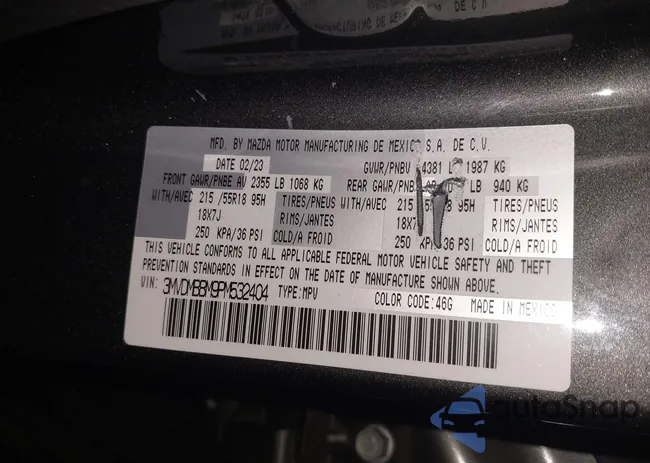 MFD. BY MAZDA MOTOR MANUFACTURING DE MEXICO S.A. DE C.V.
DATE 02/23 GVWR/PNBV 4381 LB 1987 KG
FRONT GAWR/PNBE AV 2355 LB 1068 KG REAR GAWR/PNBE LB 940 KG
WITH/AVEC 215 /55R18 95H TIRES/PNEUS WITH/AVEC 215 95H TIRES/PNEUS
18X7J RIMS/JANTES 18X7 RIMS/JANTES
250 KPA/36 PSI COLD/A FROID 250 KPA/36 PSI COLD/A FROID
THIS VEHICLE CONFORMS TO ALL APPLICABLE FEDERAL MOTOR VEHICLE SAFETY AND THEFT
PREVENTION STANDARDS IN EFFECT ON THE DATE OF MANUFACTURE SHOWN ABOVE.
VIN: 3MVDMBBM9PM532404 TYPE:MPV COLOR CODE:46G MADE IN MEXICO
autoSnap